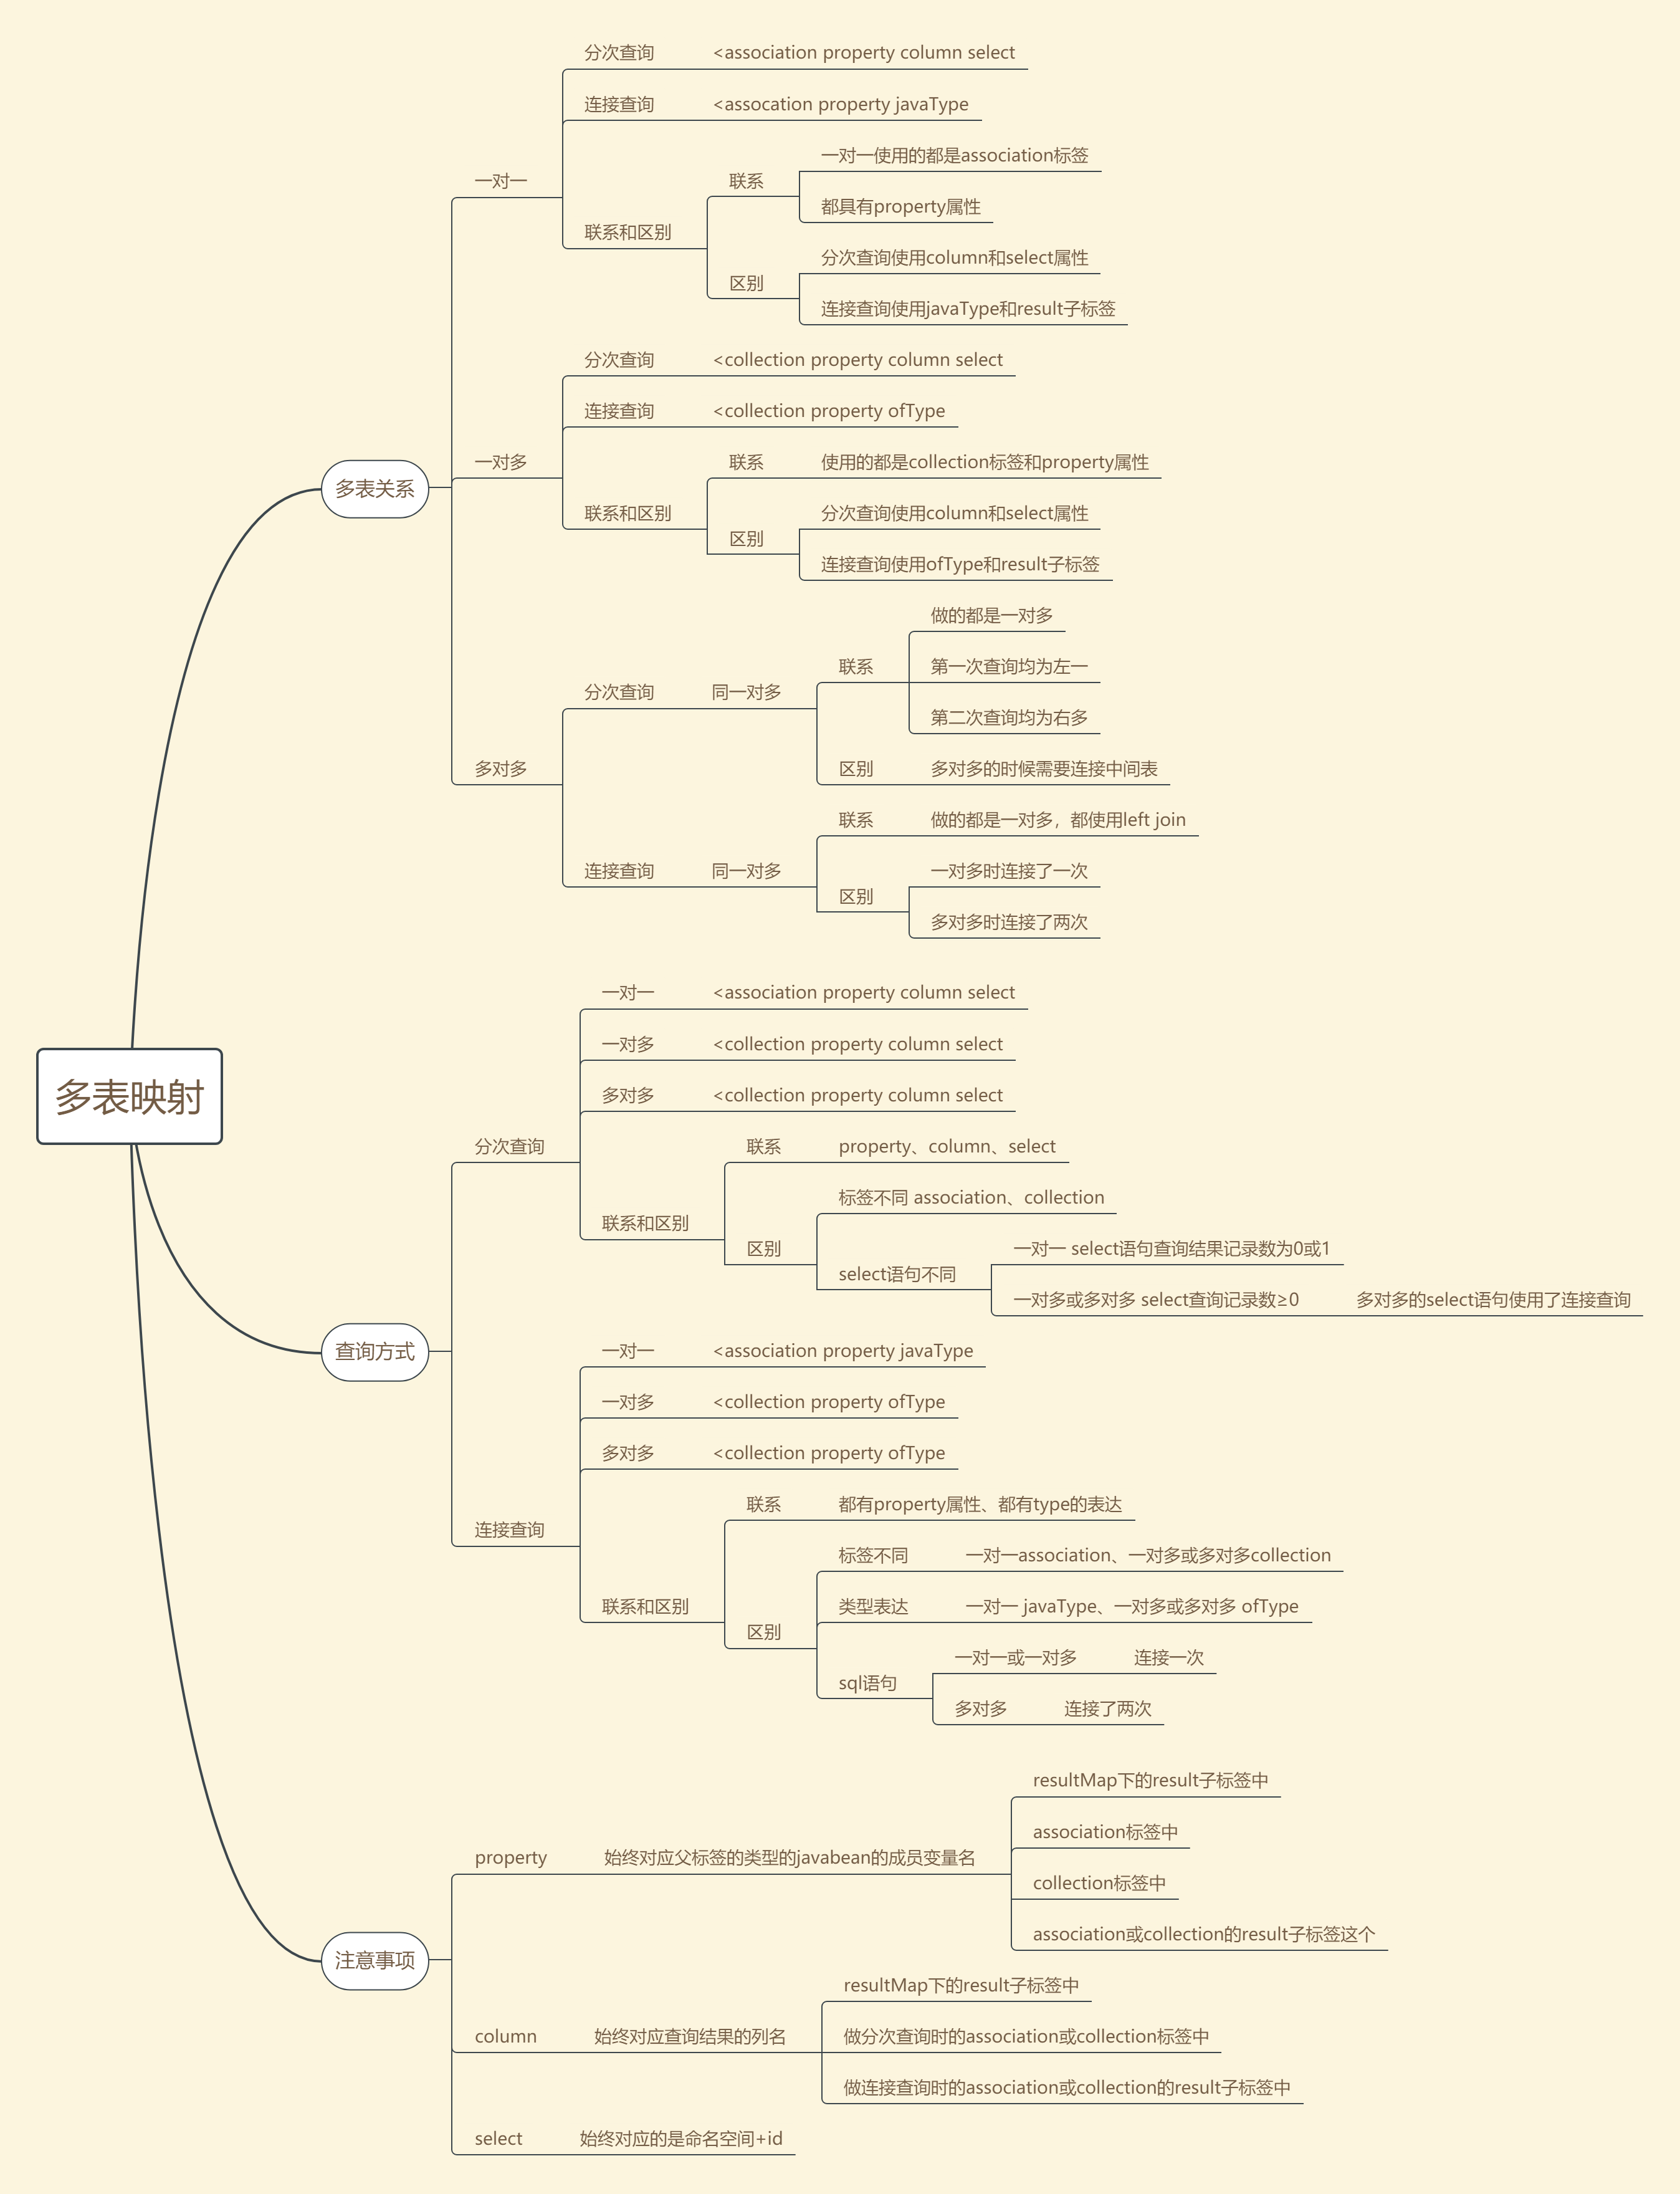 多表映射
多表关系
一对一
分次查询 <association property column select
连接查询 <assocation property javaType
联系和区别
联系
一对一使用的都是association标签
都具有property属性
区别
分次查询使用column和select属性
连接查询使用javaType和result子标签
一对多
分次查询 <collection property column select
连接查询 <collection property ofType
联系和区别
联系 使用的都是collection标签和property属性
区别
分次查询使用column和select属性
连接查询使用ofType和result子标签
多对多
分次查询 同一对多
联系
做的都是一对多
第一次查询均为左一
第二次查询均为右多
区别 多对多的时候需要连接中间表
连接查询 同一对多
联系 做的都是一对多，都使用left join
区别
一对多时连接了一次
多对多时连接了两次
查询方式
分次查询
一对一 <association property column select
一对多 <collection property column select
多对多 <collection property column select
联系和区别
联系 property、column、select
区别
标签不同 association、collection
select语句不同
一对一 select语句查询结果记录数为0或1
一对多或多对多 select查询记录数≥0 多对多的select语句使用了连接查询
连接查询
一对一 <association property javaType
一对多 <collection property ofType
多对多 <collection property ofType
联系和区别
联系 都有property属性、都有type的表达
区别
标签不同 一对一association、一对多或多对多collection
类型表达 一对一 javaType、一对多或多对多 ofType
sql语句
一对一或一对多 连接一次
多对多 连接了两次
注意事项
property 始终对应父标签的类型的javabean的成员变量名
resultMap下的result子标签中
association标签中
collection标签中
association或collection的result子标签这个
column 始终对应查询结果的列名
resultMap下的result子标签中
做分次查询时的association或collection标签中
做连接查询时的association或collection的result子标签中
select 始终对应的是命名空间+id